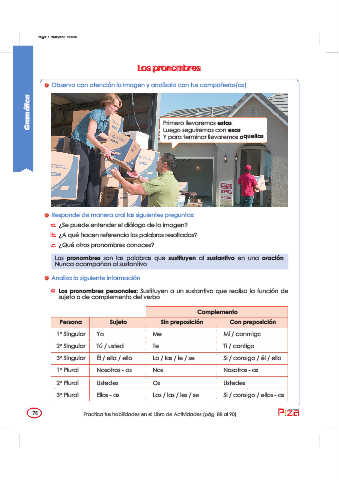 Los pronombres
Gramática
Observa con atención la imagen y analízala con tus compañeros(as)
Primero llevaremos estos
Luego seguiremos con esos
Y para terminar llevaremos aquellos
Responde de manera oral las siguientes preguntas:
a. ¿Se puede entender el diálogo de la imagen?
b. ¿A qué hacen referencia las palabras resaltadas?
c. ¿Qué otros pronombres conoces?
Los pronombres son las palabras que sustituyen al sustantivo en una oración
Nunca acompañan al sustantivo
Analiza la siguiente información
Los pronombres personales: Sustituyen a un sustantivo que realiza la función de
sujeto o de complemento del verbo
Complemento
Persona Sujeto Sin preposición Con preposición
1ª Singular Yo Me Mí / conmigo
2ª Singular Tú / usted Te Ti / contigo
3ª Singular Él / ella / ello Lo / las / le / se Sí / consigo / él / ella
1ª Plural Nosotros - as Nos Nosotros - as
2ª Plural Ustedes Os Ustedes
3ª Plural Ellos - as Los / las / les / se Sí / consigo / ellos - as
Practica tus habilidades en el Libro de Actividades (pág. 88 al 90)